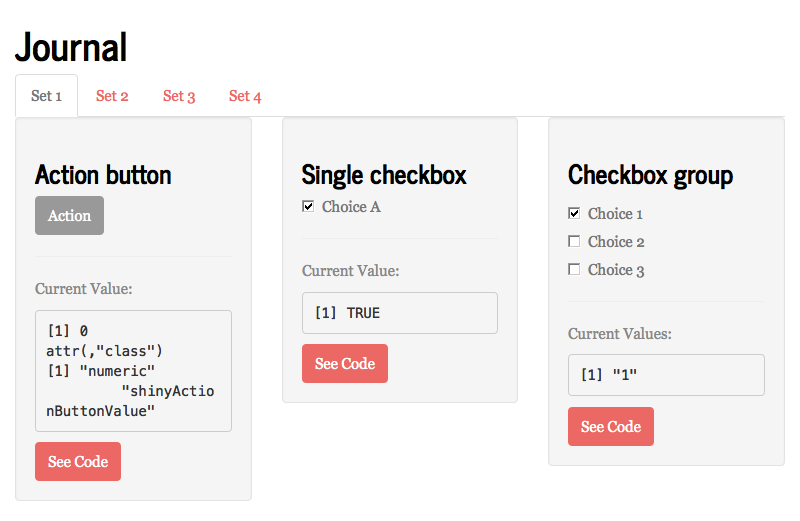 Journal
Set 1 Set 2 Set 3 Set 4
Action button
Action
Current Value:
[1] 0
attr(,"class")
[1] "numeric"
"shinyActio
nButtonValue"
See Code
Single checkbox
Choice A
Current Value:
[1] TRUE
See Code
Checkbox group
Choice 1
Choice 2
Choice 3
Current Values:
[1] "1"
See Code